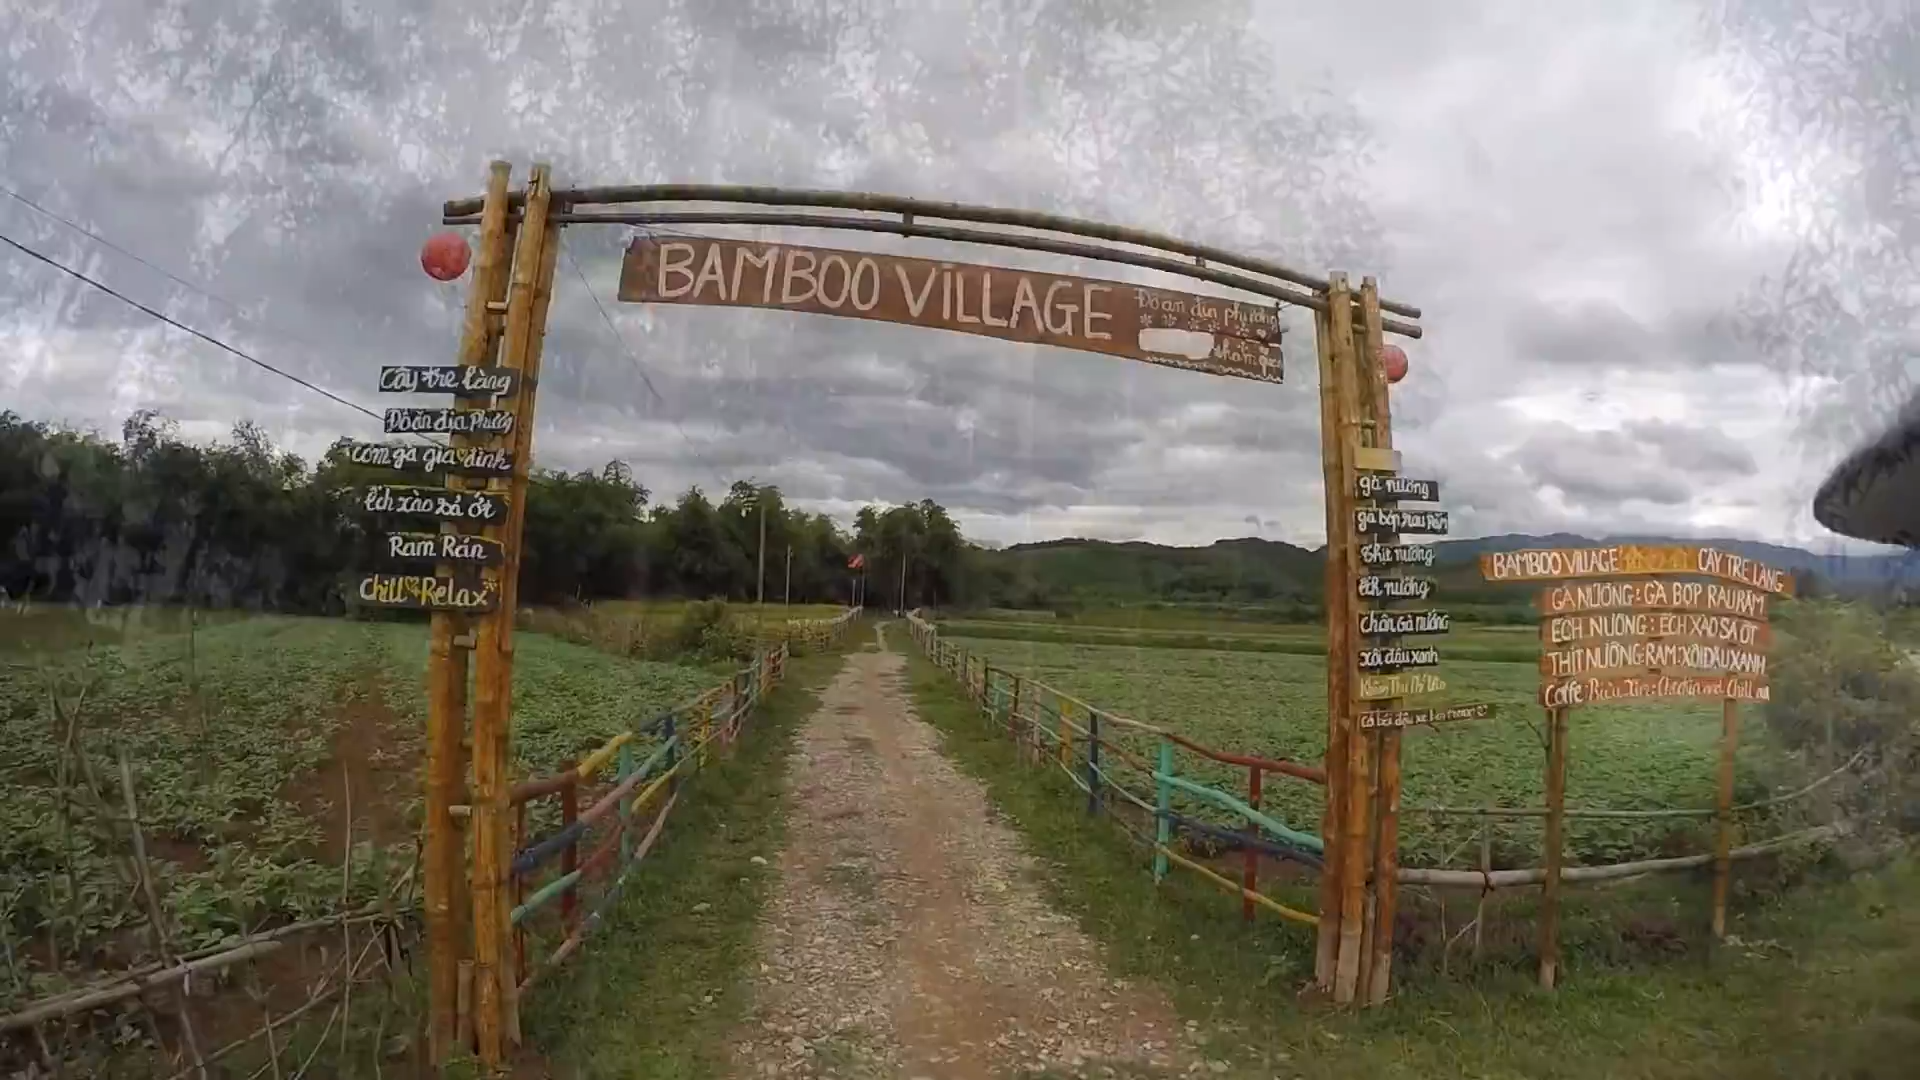 BAMBOO VILLAGE
Đồ ăn địa phương
Cây tre làng
Đồ ăn địa Phương
Cơm gà gia đình
Ếch xào sả ớt
Ram Rán
Chill Relax
gà nướng
gà bóp rau răm
Thịt nướng
ếch nướng
Chân Gà nướng
xôi đậu xanh
BAMBOO VILLAGE CÂY TRE LÀNG
GÀ NƯỚNG: GÀ BÓP RAU RĂM
ẾCH NƯỚNG: ẾCH XÀO SẢ ỚT
THỊT NƯỚNG: RAM: XÔI ĐẬU XANH
Coffe